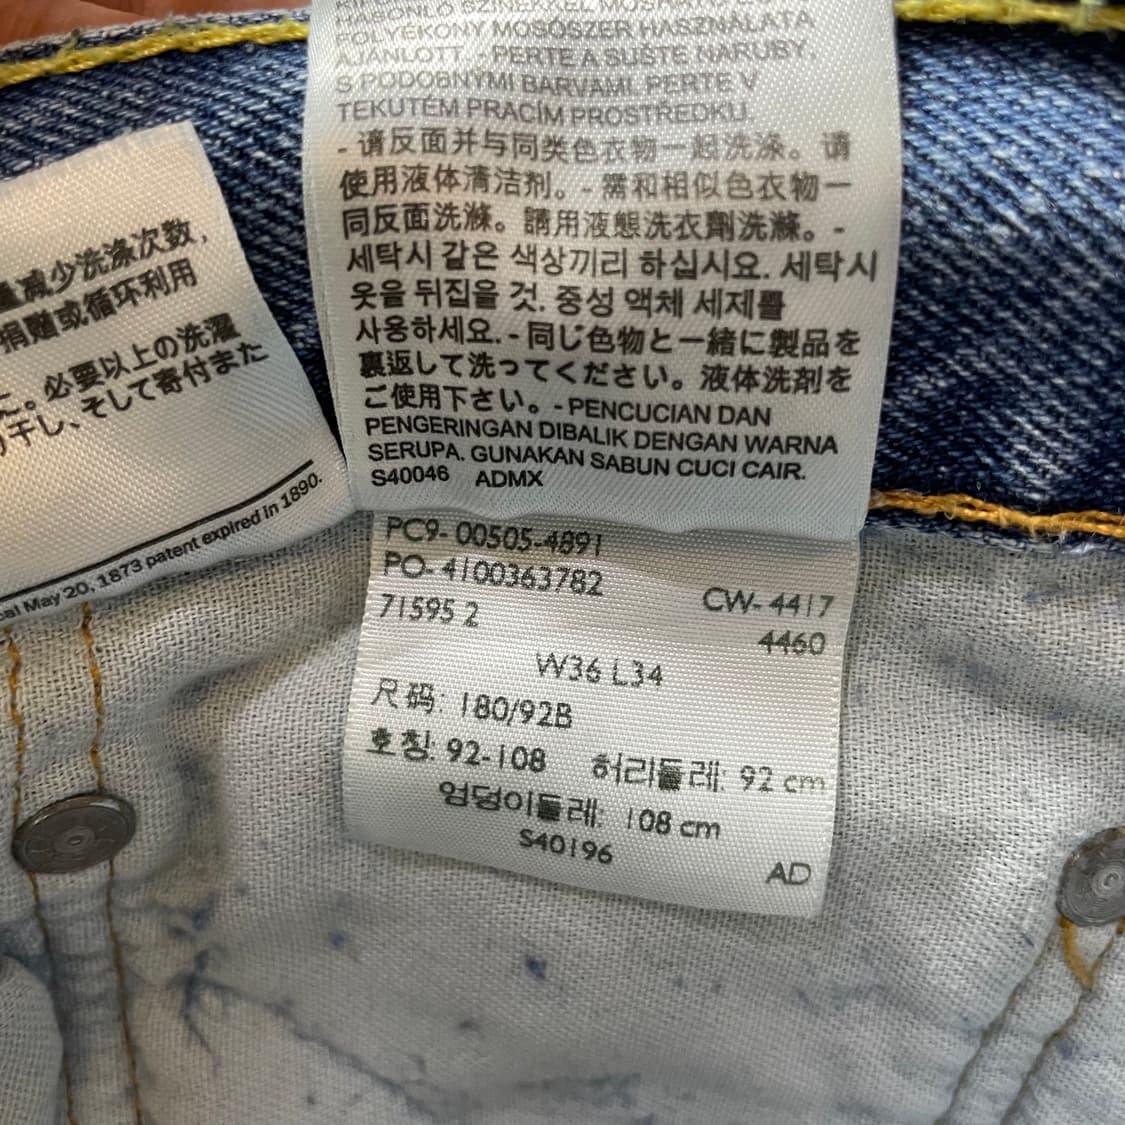 HASONLÓ SZÍNEKKEL
FOLYÉKONY MOSÓSZER HASZNÁLATA
AJÁNLOTT. - PERTE A SUŠTE NARUBY.
S PODOBNÝMI BARVAMI. PERTE V
TEKUTÉM PRACÍM PROSTŘEDKU.
- 请反面并与同类色衣物一起洗涤。请
使用液体清洁剂。- 需和相似色衣物一
同反面洗滌。請用液態洗衣劑洗滌。-
세탁시 같은 색상끼리 하십시요. 세탁시
옷을 뒤집을 것. 중성 액체 세제를
사용하세요. - 同じ色物と一緒に製品を
裏返して洗ってください。液体洗剤を
ご使用下さい。- PENCUCIAN DAN
PENGERINGAN DIBALIK DENGAN WARNA
SERUPA. GUNAKAN SABUN CUCI CAIR.
S40046 ADMX
减少洗涤次数,
捐赠或循环利用
。必要以上の洗濯
干し、そして寄付また
May 20, 1873 patent expired in 1890.
PC9- 00505-4891
PO- 4100363782
CW- 4417
71595 2
4460
W36 L34
尺码: 180/92B
호칭: 92-108 허리둘레: 92 cm
엉덩이둘레: 108 cm
S40196
AD